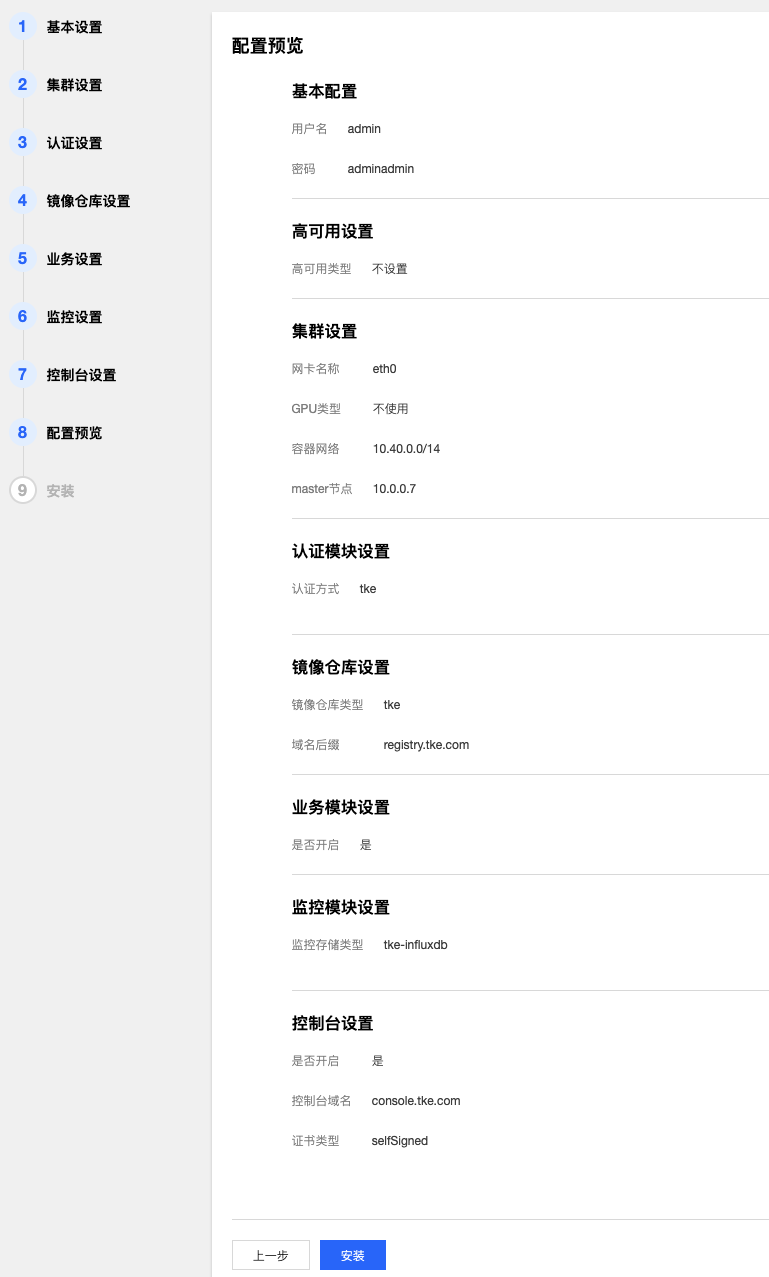 1 基本设置
2 集群设置
3 认证设置
4 镜像仓库设置
5 业务设置
6 监控设置
7 控制台设置
8 配置预览
9 安装
配置预览
基本配置
用户名 admin
密码 adminadmin
高可用设置
高可用类型 不设置
集群设置
网卡名称 eth0
GPU类型 不使用
容器网络 10.40.0.0/14
master节点 10.0.0.7
认证模块设置
认证方式 tke
镜像仓库设置
镜像仓库类型 tke
域名后缀 registry.tke.com
业务模块设置
是否开启 是
监控模块设置
监控存储类型 tke-influxdb
控制台设置
是否开启 是
控制台域名 console.tke.com
证书类型 selfSigned
上一步 安装